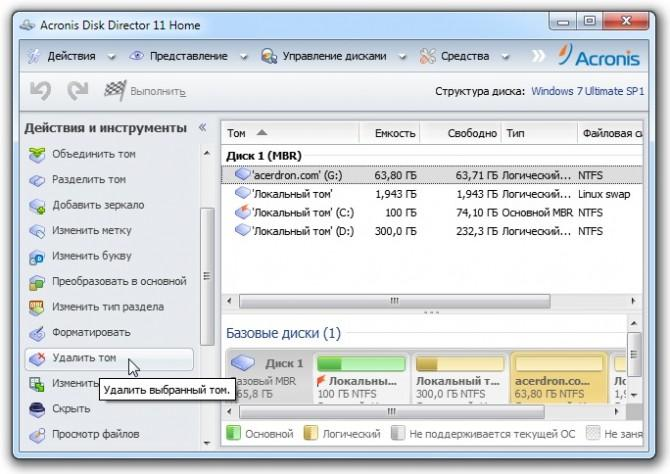 Acronis Disk Director 11 Home
Действия Представление Управление дисками Средства Acronis
Выполнить Структура диска: Windows 7 Ultimate SP1
Действия и инструменты
Объединить том
Разделить том
Добавить зеркало
Изменить метку
Изменить букву
Преобразовать в основной
Изменить тип раздела
Форматировать
Удалить том
Изменить
Удалить выбранный том.
Скрыть
Просмотр файлов
Том Емкость Свободно Тип Файловая си
Диск 1 (MBR)
'acerdron.com' (G:) 63,80 ГБ 63,71 ГБ Логический... NTFS
'Локальный том' 1,943 ГБ 1,943 ГБ Логический... Linux swap
'Локальный том' (C:) 100 ГБ 74,10 ГБ Основной MBR NTFS
'Локальный том' (D:) 300,0 ГБ 232,3 ГБ Логический... NTFS
Базовые диски (1)
Диск 1 Локальны... Локальный т... acerdron.co...
азовый MBR 100 ГБ NTFS 300,0 ГБ NTFS 63,80 ГБ NTFS
65,8 ГБ
Основной Логический Не поддерживается текущей ОС Не заня